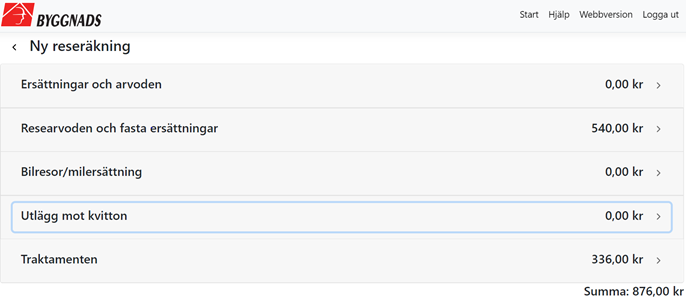 BYGGNADS
Start Hjälp Webbversion Logga ut
Ny reseräkning
Ersättningar och arvoden 0,00 kr
Researvoden och fasta ersättningar 540,00 kr
Bilresor/milersättning 0,00 kr
Utlägg mot kvitton 0,00 kr
Traktamenten 336,00 kr
Summa: 876,00 kr